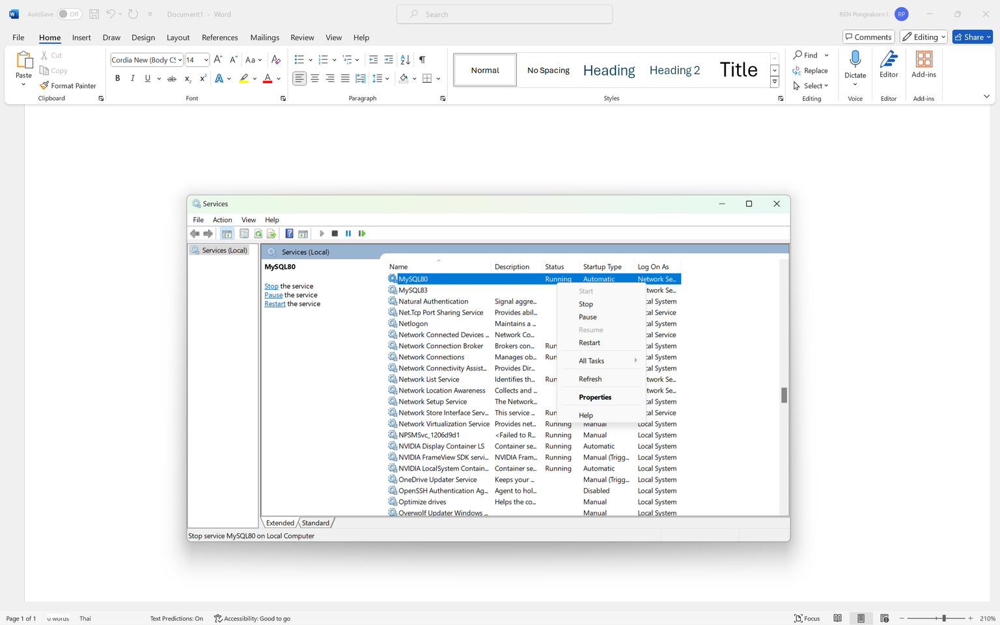 AutoSave Off Document1 - Word Search REN Pongsakorn I. RP
File Home Insert Draw Design Layout References Mailings Review View Help Comments Editing Share
Paste Cut Copy Format Painter Clipboard
Cordia New (Body CS 14 Aa Font
Paragraph
Normal No Spacing Heading Heading 2 Title Styles
Find Replace Select Editing
Dictate Voice
Editor Editor
Add-ins Add-ins
Services
File Action View Help
Services (Local)
Services (Local)
MySQL80
Stop the service
Pause the service
Restart the service
Name Description Status Startup Type Log On As
MySQL80 Running Automatic Network Se...
MySQL83 twork Se...
Natural Authentication Signal aggre... cal System
Net.Tcp Port Sharing Service Provides abil... cal Service
Netlogon Maintains a ... cal System
Network Connected Devices ... Network Co... cal Service
Network Connection Broker Brokers con... Run cal System
Network Connections Manages ob... Run cal System
Network Connectivity Assist... Provides Dir... cal System
Network List Service Identifies th... Run twork Se...
Network Location Awareness Collects and ... twork Se...
Network Setup Service The Network... cal System
Network Store Interface Serv... This service ... Run cal Service
Network Virtualization Service Provides net... Running Manual Local System
NPSMSvc_1206d9d1 <Failed to R... Running Manual Local System
NVIDIA Display Container LS Container se... Running Automatic Local System
NVIDIA FrameView SDK servi... NVIDIA Fram... Running Manual (Trigg... Local System
NVIDIA LocalSystem Contain... Container se... Running Automatic Local System
OneDrive Updater Service Keeps your ... Manual (Trigg... Local System
OpenSSH Authentication Ag... Agent to hol... Disabled Local System
Optimize drives Helps the co... Manual Local System
Overwolf Updater Windows ... Manual Local System
Start
Stop
Pause
Resume
Restart
All Tasks
Refresh
Properties
Help
Extended Standard
Stop service MySQL80 on Local Computer
Page 1 of 1 0 words Thai Text Predictions: On Accessibility: Good to go Focus 210%